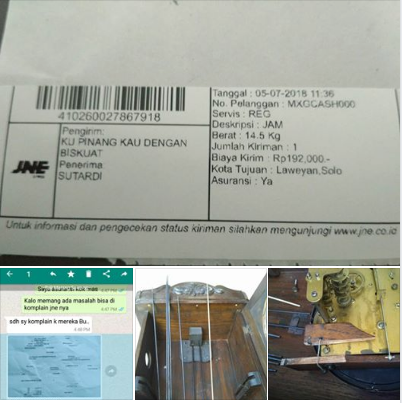 410260027867918
Pengirim:
KU PINANG KAU DENGAN
BISKUAT
Penerima
SUTARDI
JNE
Tanggal : 05-07-2018 11:36
No. Pelanggan : MXGCASH000
Servis : REG
Deskripsi : JAM
Berat : 14.5 Kg
Jumlah Kiriman : 1
Biaya Kirim : Rp192,000.-
Kota Tujuan : Laweyan,Solo
Asuransi : Ya
Untuk informasi dan pengecekan status kiriman silahkan mengunjungi www.jne.co.id
1
Kalo memang ada masalah bisa di
komplain jne nya
sdh sy komplain k mereka Bu..